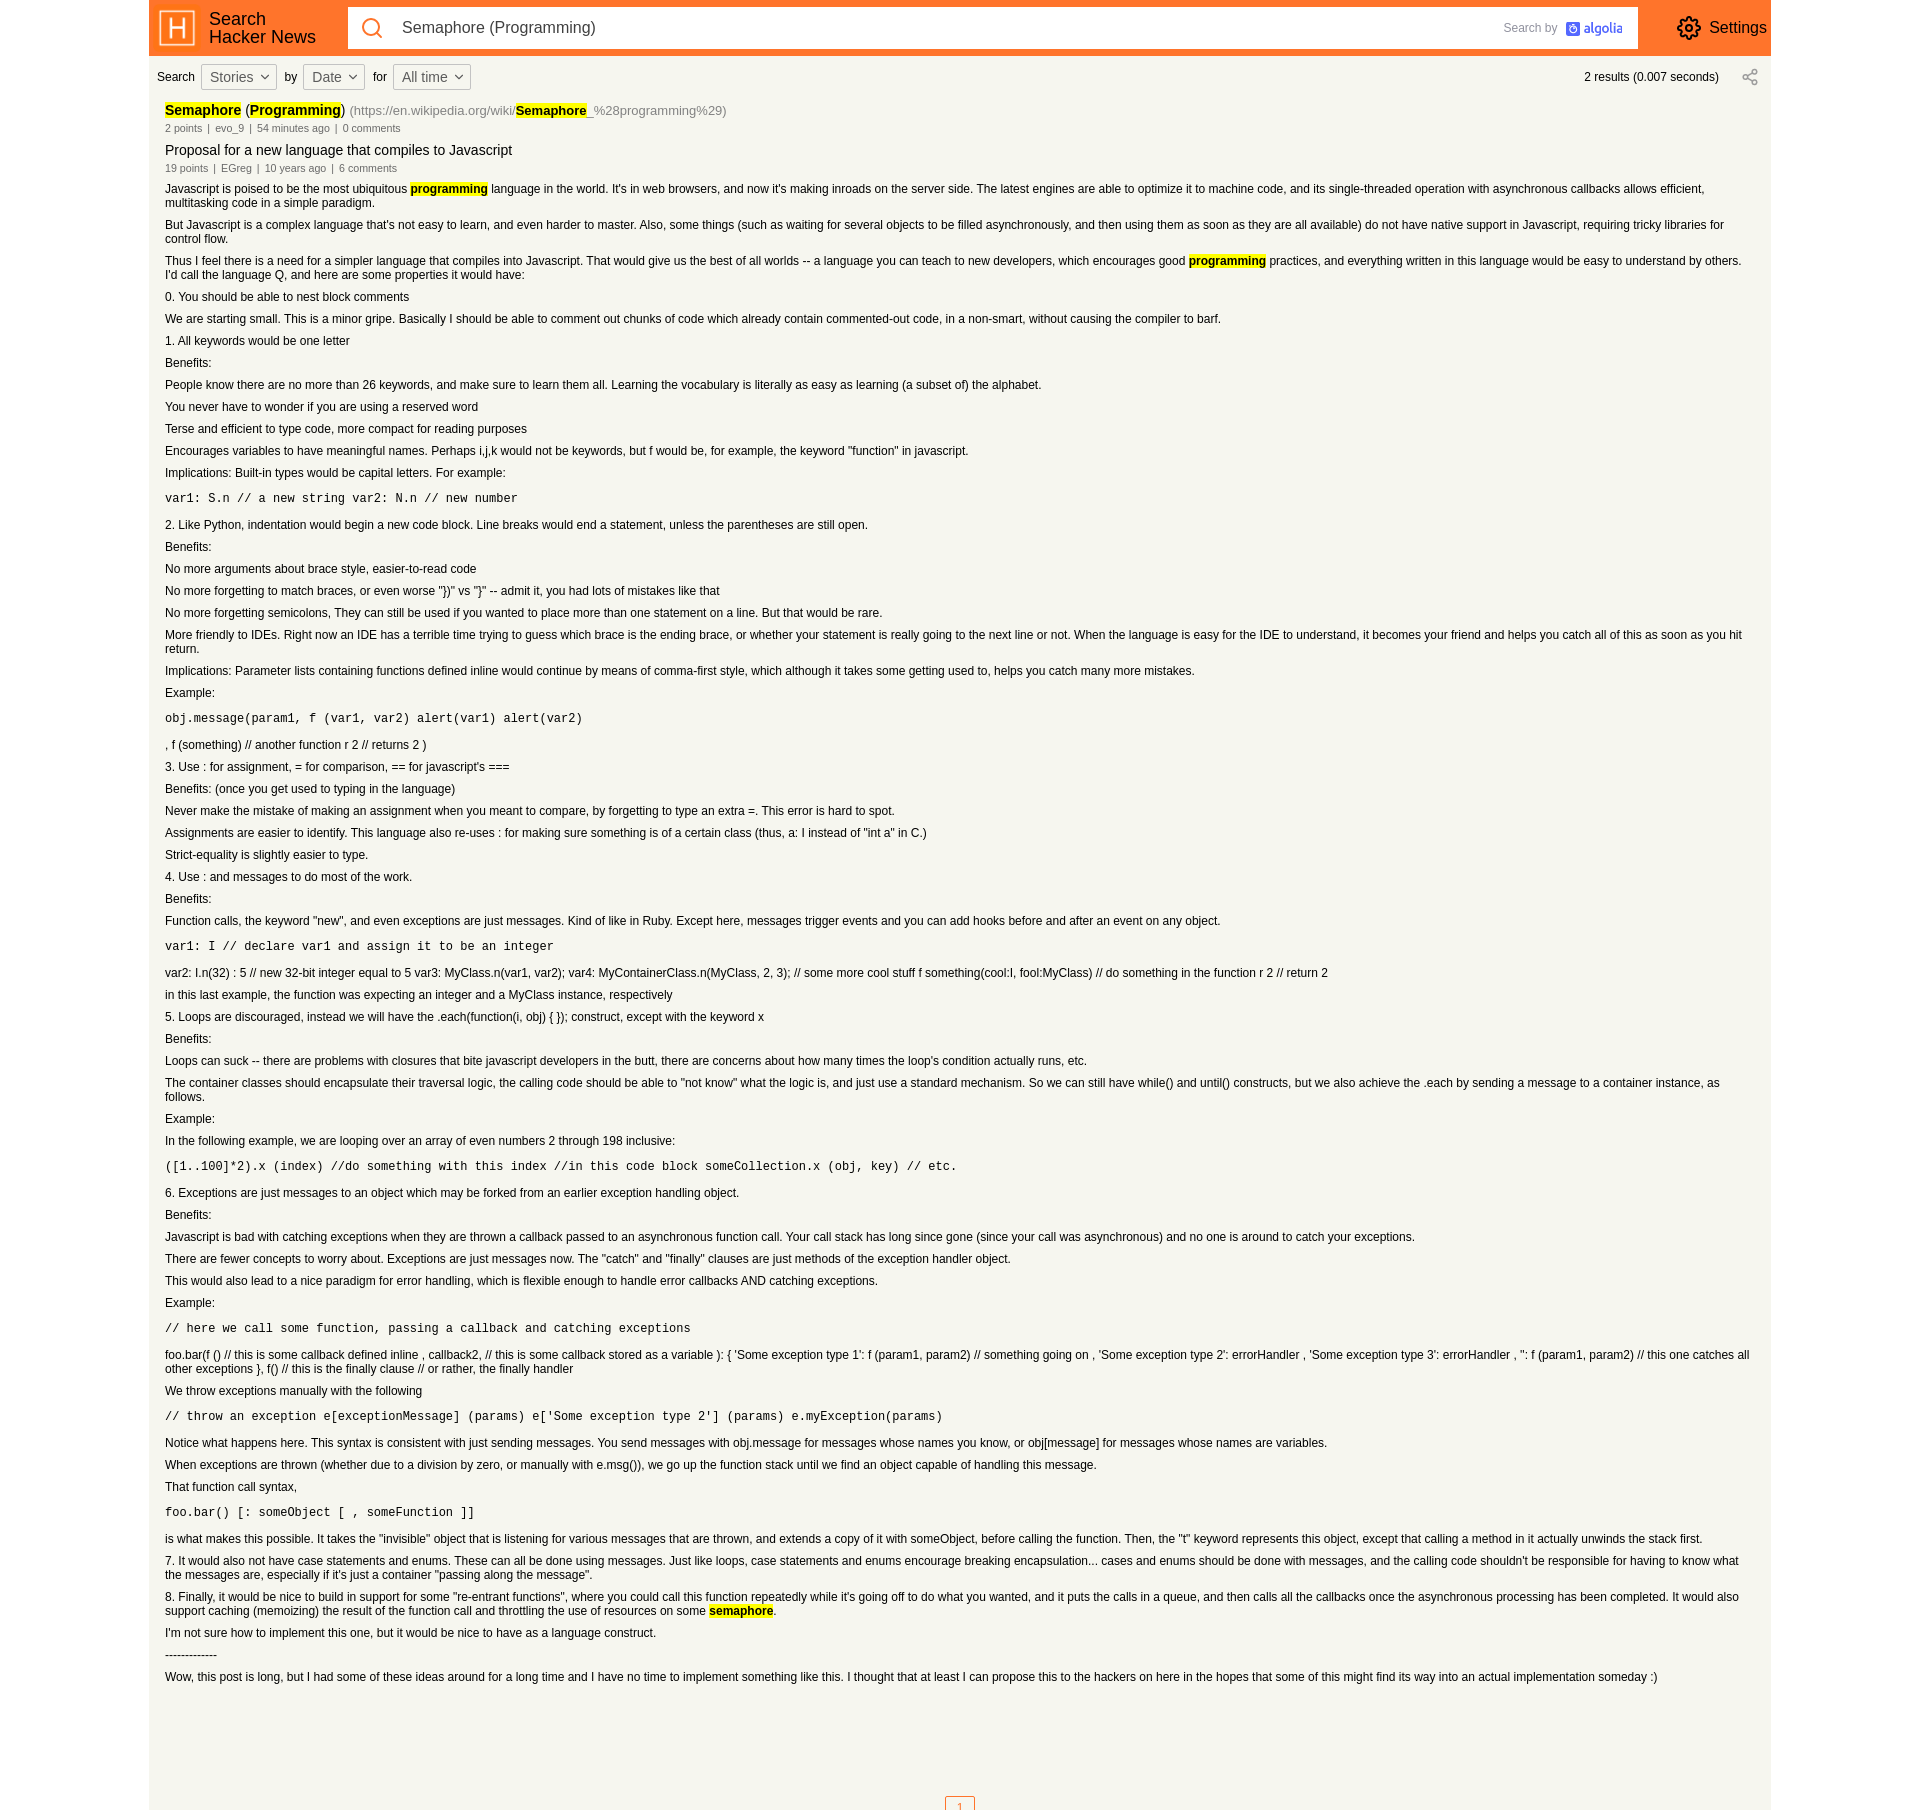 H
Search
Hacker News
Semaphore (Programming)
Search by algolia
Settings
Search Stories by Date for All time
2 results (0.007 seconds)
Semaphore (Programming) (https://en.wikipedia.org/wiki/Semaphore_%28programming%29)
2 points | evo_9 | 54 minutes ago | 0 comments
Proposal for a new language that compiles to Javascript
19 points | EGreg | 10 years ago | 6 comments
Javascript is poised to be the most ubiquitous programming language in the world. It's in web browsers, and now it's making inroads on the server side. The latest engines are able to optimize it to machine code, and its single-threaded operation with asynchronous callbacks allows efficient,
multitasking code in a simple paradigm.
But Javascript is a complex language that's not easy to learn, and even harder to master. Also, some things (such as waiting for several objects to be filled asynchronously, and then using them as soon as they are all available) do not have native support in Javascript, requiring tricky libraries for
control flow.
Thus I feel there is a need for a simpler language that compiles into Javascript. That would give us the best of all worlds -- a language you can teach to new developers, which encourages good programming practices, and everything written in this language would be easy to understand by others.
I'd call the language Q, and here are some properties it would have:
0. You should be able to nest block comments
We are starting small. This is a minor gripe. Basically I should be able to comment out chunks of code which already contain commented-out code, in a non-smart, without causing the compiler to barf.
1. All keywords would be one letter
Benefits:
People know there are no more than 26 keywords, and make sure to learn them all. Learning the vocabulary is literally as easy as learning (a subset of) the alphabet.
You never have to wonder if you are using a reserved word
Terse and efficient to type code, more compact for reading purposes
Encourages variables to have meaningful names. Perhaps i,j,k would not be keywords, but f would be, for example, the keyword "function" in javascript.
Implications: Built-in types would be capital letters. For example:
var1: S.n // a new string var2: N.n // new number
2. Like Python, indentation would begin a new code block. Line breaks would end a statement, unless the parentheses are still open.
Benefits:
No more arguments about brace style, easier-to-read code
No more forgetting to match braces, or even worse "})" vs "}" -- admit it, you had lots of mistakes like that
No more forgetting semicolons, They can still be used if you wanted to place more than one statement on a line. But that would be rare.
More friendly to IDEs. Right now an IDE has a terrible time trying to guess which brace is the ending brace, or whether your statement is really going to the next line or not. When the language is easy for the IDE to understand, it becomes your friend and helps you catch all of this as soon as you hit
return.
Implications: Parameter lists containing functions defined inline would continue by means of comma-first style, which although it takes some getting used to, helps you catch many more mistakes.
Example:
obj.message(param1, f (var1, var2) alert(var1) alert(var2)
, f (something) // another function r 2 // returns 2 )
3. Use : for assignment, = for comparison, == for javascript's ===
Benefits: (once you get used to typing in the language)
Never make the mistake of making an assignment when you meant to compare, by forgetting to type an extra =. This error is hard to spot.
Assignments are easier to identify. This language also re-uses : for making sure something is of a certain class (thus, a: I instead of "int a" in C.)
Strict-equality is slightly easier to type.
4. Use : and messages to do most of the work.
Benefits:
Function calls, the keyword "new", and even exceptions are just messages. Kind of like in Ruby. Except here, messages trigger events and you can add hooks before and after an event on any object.
var1: I // declare var1 and assign it to be an integer
var2: I.n(32) : 5 // new 32-bit integer equal to 5 var3: MyClass.n(var1, var2); var4: MyContainerClass.n(MyClass, 2, 3); // some more cool stuff f something(cool:I, fool:MyClass) // do something in the function r 2 // return 2
in this last example, the function was expecting an integer and a MyClass instance, respectively
5. Loops are discouraged, instead we will have the .each(function(i, obj) { }); construct, except with the keyword x
Benefits:
Loops can suck -- there are problems with closures that bite javascript developers in the butt, there are concerns about how many times the loop's condition actually runs, etc.
The container classes should encapsulate their traversal logic, the calling code should be able to "not know" what the logic is, and just use a standard mechanism. So we can still have while() and until() constructs, but we also achieve the .each by sending a message to a container instance, as
follows.
Example:
In the following example, we are looping over an array of even numbers 2 through 198 inclusive:
([1..100]*2).x (index) //do something with this index //in this code block someCollection.x (obj, key) // etc.
6. Exceptions are just messages to an object which may be forked from an earlier exception handling object.
Benefits:
Javascript is bad with catching exceptions when they are thrown a callback passed to an asynchronous function call. Your call stack has long since gone (since your call was asynchronous) and no one is around to catch your exceptions.
There are fewer concepts to worry about. Exceptions are just messages now. The "catch" and "finally" clauses are just methods of the exception handler object.
This would also lead to a nice paradigm for error handling, which is flexible enough to handle error callbacks AND catching exceptions.
Example:
// here we call some function, passing a callback and catching exceptions
foo.bar(f () // this is some callback defined inline , callback2, // this is some callback stored as a variable ): { 'Some exception type 1': f (param1, param2) // something going on , 'Some exception type 2': errorHandler , 'Some exception type 3': errorHandler , '': f (param1, param2) // this one catches all
other exceptions }, f() // this is the finally clause // or rather, the finally handler
We throw exceptions manually with the following
// throw an exception e[exceptionMessage] (params) e['Some exception type 2'] (params) e.myException(params)
Notice what happens here. This syntax is consistent with just sending messages. You send messages with obj.message for messages whose names you know, or obj[message] for messages whose names are variables.
When exceptions are thrown (whether due to a division by zero, or manually with e.msg()), we go up the function stack until we find an object capable of handling this message.
That function call syntax,
foo.bar() [: someObject [ , someFunction ]]
is what makes this possible. It takes the "invisible" object that is listening for various messages that are thrown, and extends a copy of it with someObject, before calling the function. Then, the "t" keyword represents this object, except that calling a method in it actually unwinds the stack first.
7. It would also not have case statements and enums. These can all be done using messages. Just like loops, case statements and enums encourage breaking encapsulation... cases and enums should be done with messages, and the calling code shouldn't be responsible for having to know what
the messages are, especially if it's just a container "passing along the message".
8. Finally, it would be nice to build in support for some "re-entrant functions", where you could call this function repeatedly while it's going off to do what you wanted, and it puts the calls in a queue, and then calls all the callbacks once the asynchronous processing has been completed. It would also
support caching (memoizing) the result of the function call and throttling the use of resources on some semaphore.
I'm not sure how to implement this one, but it would be nice to have as a language construct.
-------------
Wow, this post is long, but I had some of these ideas around for a long time and I have no time to implement something like this. I thought that at least I can propose this to the hackers on here in the hopes that some of this might find its way into an actual implementation someday :)
1